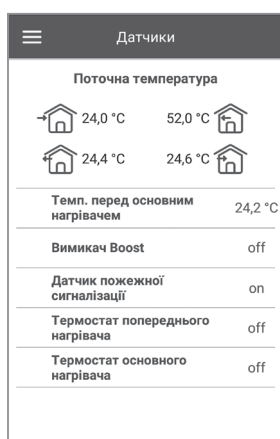 Датчики
Поточна температура
24,0 °C 52,0 °C
24,4 °C 24,6 °C
Темп. перед основним
нагрівачем
24,2 °C
Вимикач Boost off
Датчик пожежної
сигналізації
on
Термостат попереднього
нагрівача
off
Термостат основного
нагрівача
off